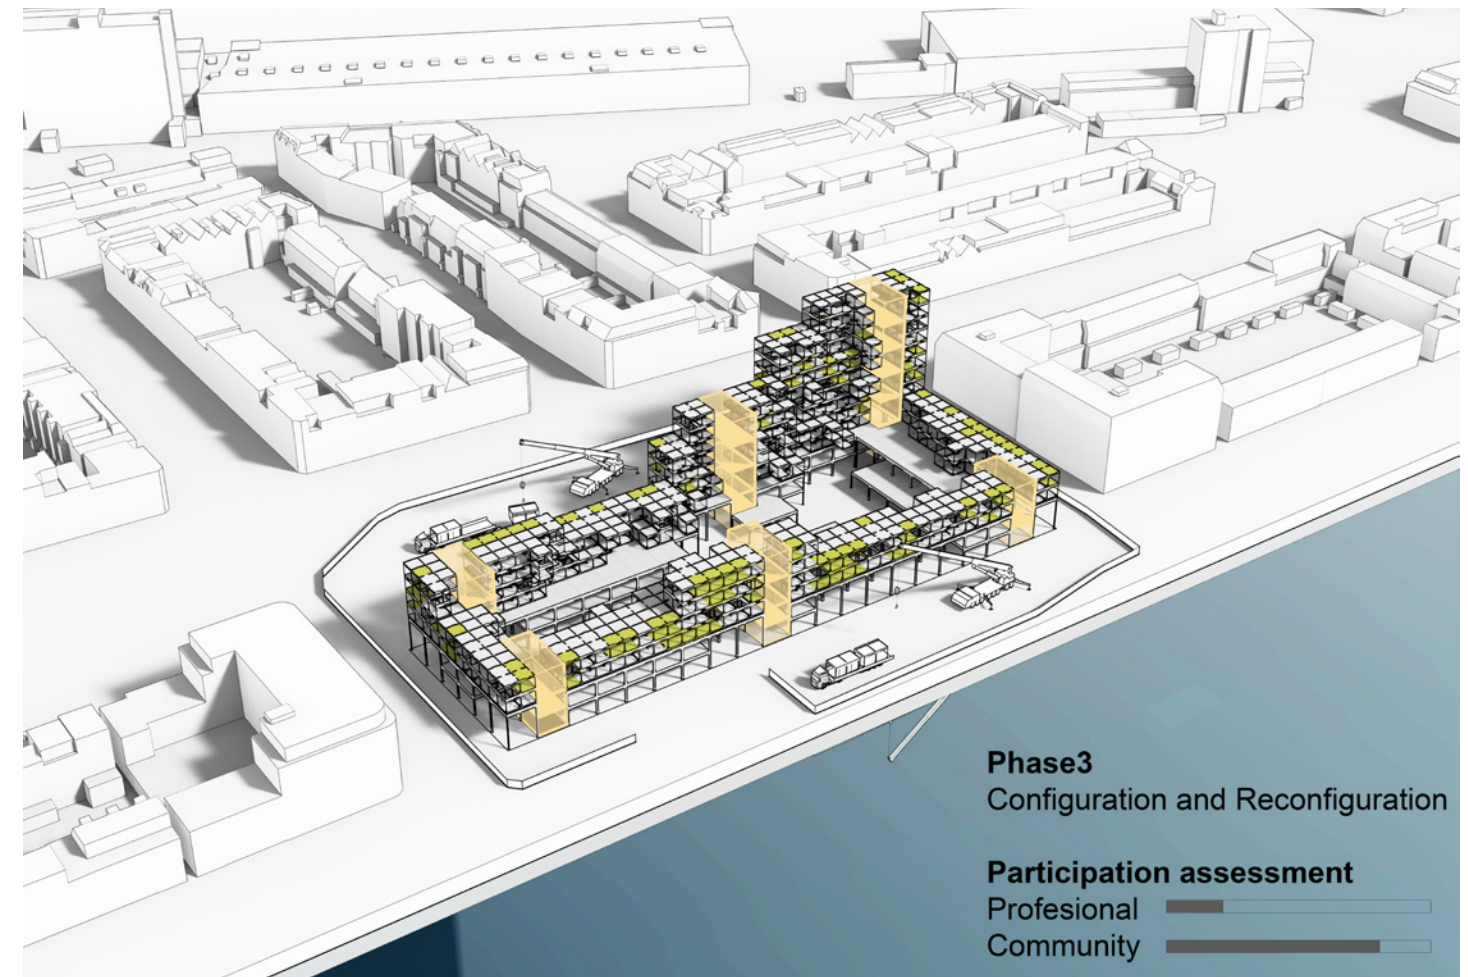 Phase3
Configuration and Reconfiguration
Participation assessment
Profesional
Community